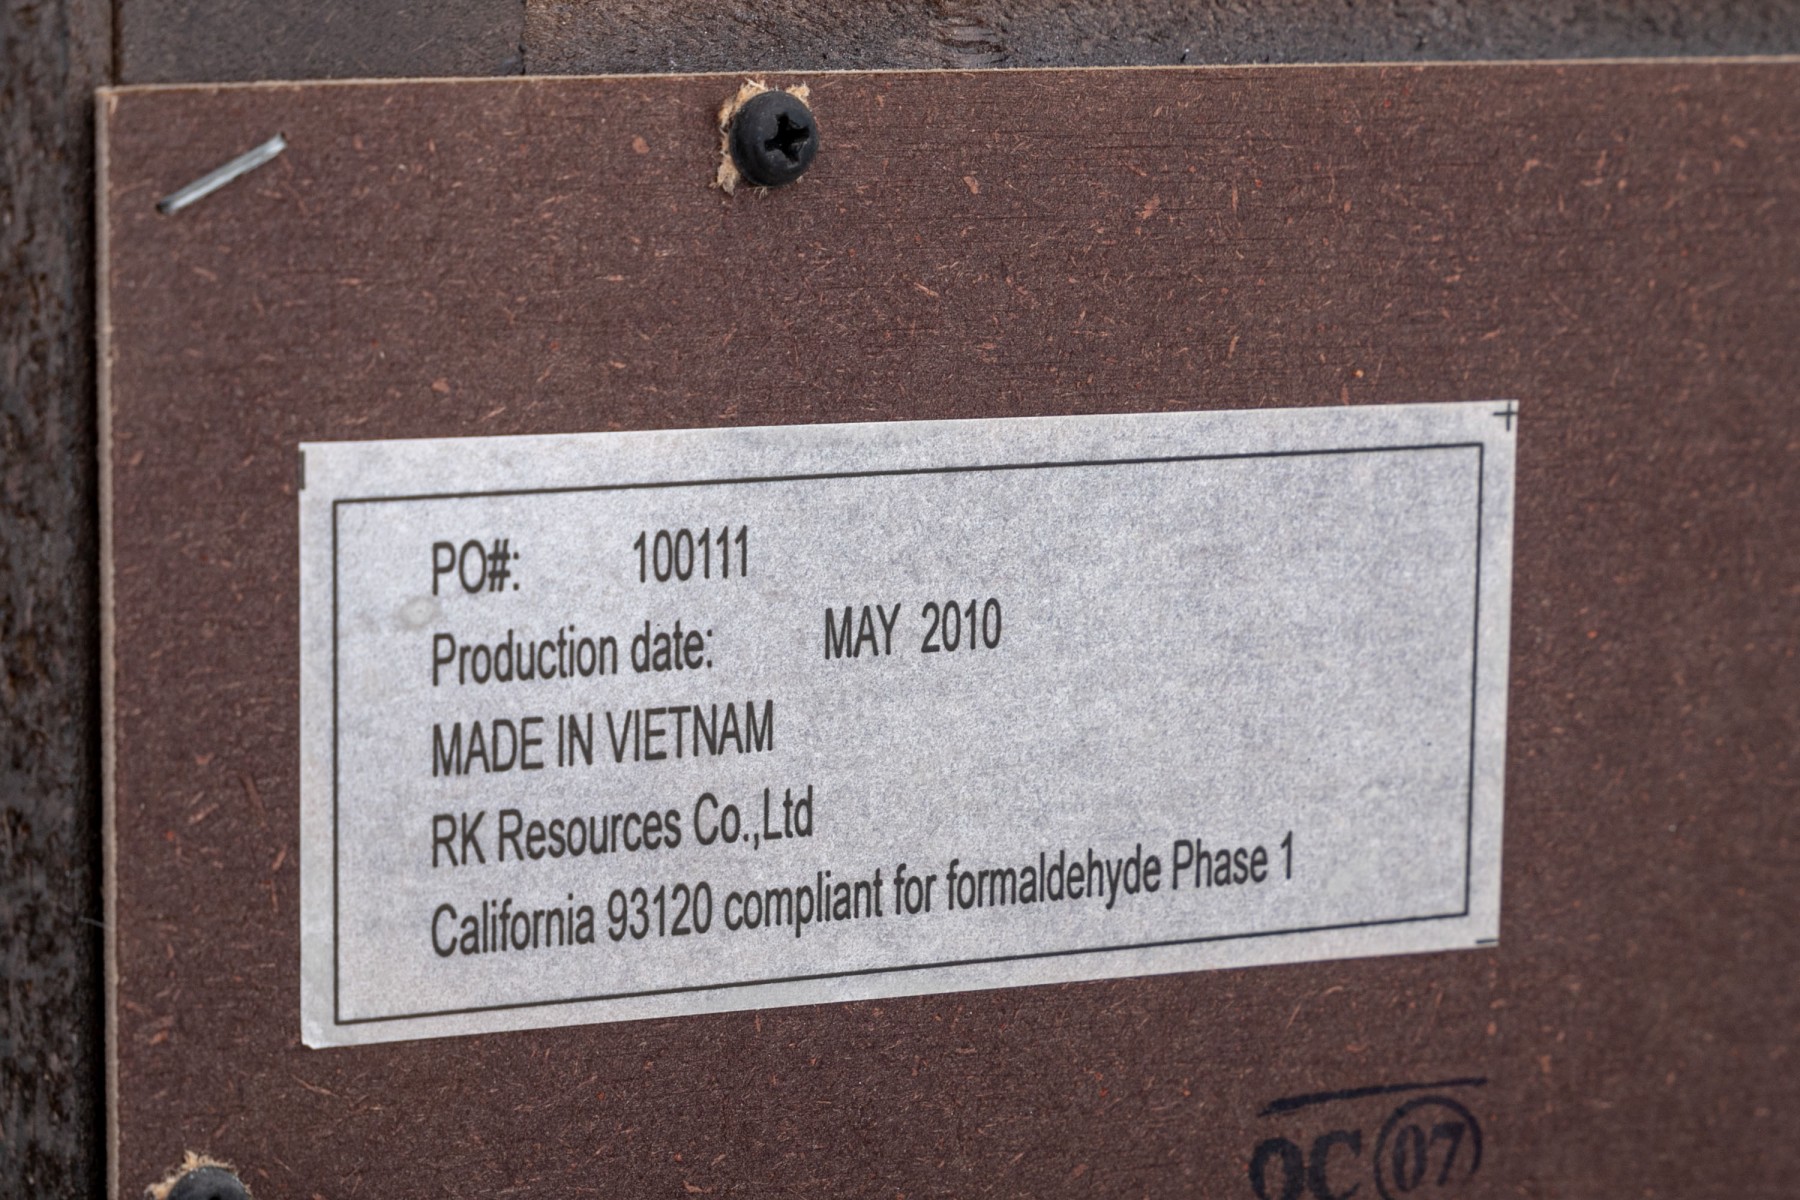 PO#: 100111
Production date: MAY 2010
MADE IN VIETNAM
RK Resources Co.,Ltd
California 93120 compliant for formaldehyde Phase 1
QC 07